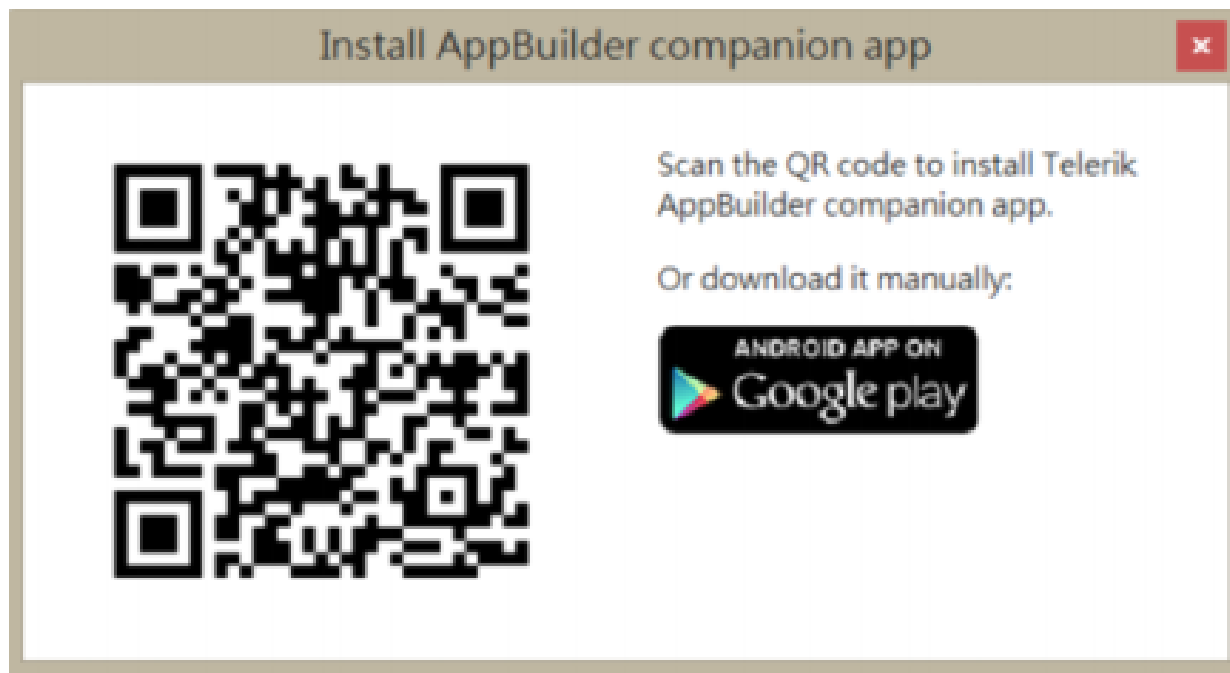 Install AppBuilder companion app
Scan the QR code to install Telerik
AppBuilder companion app.
Or download it manually:
ANDROID APP ON
Google play